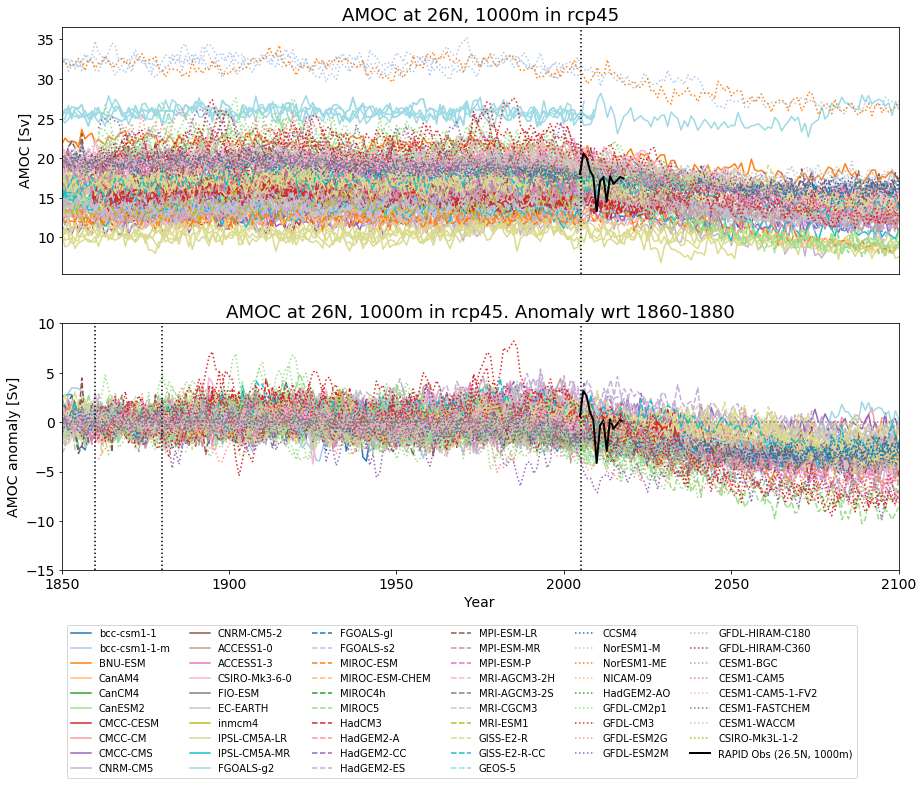 AMOC at 26N, 1000m in rcp45
35
30
25
20
15
10
AMOC [Sv]
AMOC at 26N, 1000m in rcp45. Anomaly wrt 1860-1880
10
5
0
−5
−10
−15
AMOC anomaly [Sv]
1850 1900 1950 2000 2050 2100
Year
bcc-csm1-1 CNRM-CM5-2 FGOALS-gl MPI-ESM-LR CCSM4 GFDL-HIRAM-C180
bcc-csm1-1-m ACCESS1-0 FGOALS-s2 MPI-ESM-MR NorESM1-M GFDL-HIRAM-C360
BNU-ESM ACCESS1-3 MIROC-ESM MPI-ESM-P NorESM1-ME CESM1-BGC
CanAM4 CSIRO-Mk3-6-0 MIROC-ESM-CHEM MRI-AGCM3-2H NICAM-09 CESM1-CAM5
CanCM4 FIO-ESM MIROC4h MRI-AGCM3-2S HadGEM2-AO CESM1-CAM5-1-FV2
CanESM2 EC-EARTH MIROC5 MRI-CGCM3 GFDL-CM2p1 CESM1-FASTCHEM
CMCC-CESM inmcm4 HadCM3 MRI-ESM1 GFDL-CM3 CESM1-WACCM
CMCC-CM IPSL-CM5A-LR HadGEM2-A GISS-E2-R GFDL-ESM2G CSIRO-Mk3L-1-2
CMCC-CMS IPSL-CM5A-MR HadGEM2-CC GISS-E2-R-CC GFDL-ESM2M RAPID Obs (26.5N, 1000m)
CNRM-CM5 FGOALS-g2 HadGEM2-ES GEOS-5